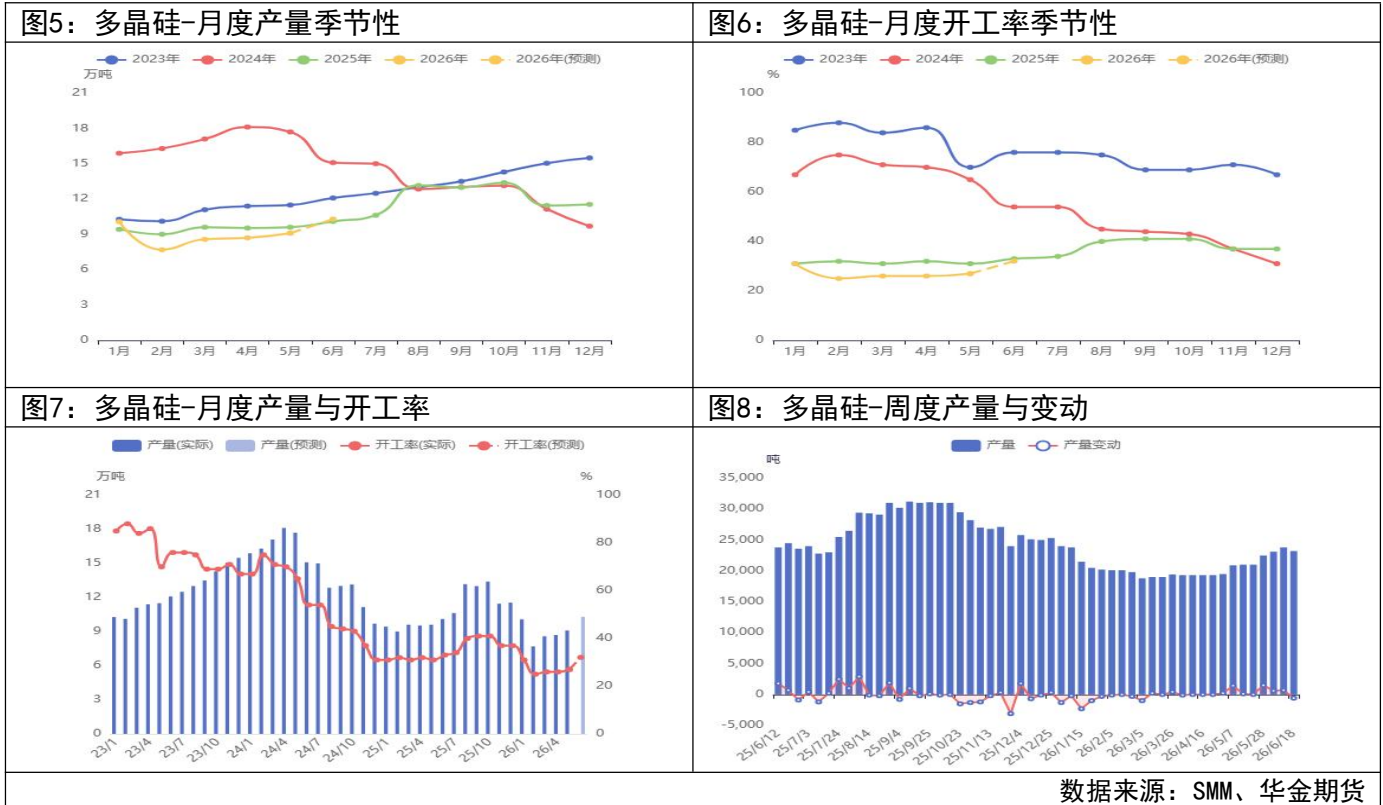 图5：多晶硅-月度产量季节性
2023年 2024年 2025年 2026年 2026年(预测)
万吨
21
18
15
12
9
6
3
0
1月 2月 3月 4月 5月 6月 7月 8月 9月 10月 11月 12月
图6：多晶硅-月度开工率季节性
2023年 2024年 2025年 2026年 2026年(预测)
%
100
80
60
40
20
0
1月 2月 3月 4月 5月 6月 7月 8月 9月 10月 11月 12月
图7：多晶硅-月度产量与开工率
产量(实际) 产量(预测) 开工率(实际) 开工率(预测)
万吨 %
21 100
18
80
15
60
12
9
40
6
20
3
0 0
23/1 23/4 23/7 23/10 24/1 24/4 24/7 24/10 25/1 25/4 25/7 25/10 26/1 26/4
图8：多晶硅-周度产量与变动
产量 产量变动
吨
35,000
30,000
25,000
20,000
15,000
10,000
5,000
0
-5,000
25/6/12 25/7/3 25/7/24 25/8/14 25/9/4 25/9/25 25/10/23 25/11/13 25/12/4 25/12/25 26/1/15 26/2/5 26/3/5 26/3/26 26/4/16 26/5/7 26/5/28 26/6/18
数据来源：SMM、华金期货